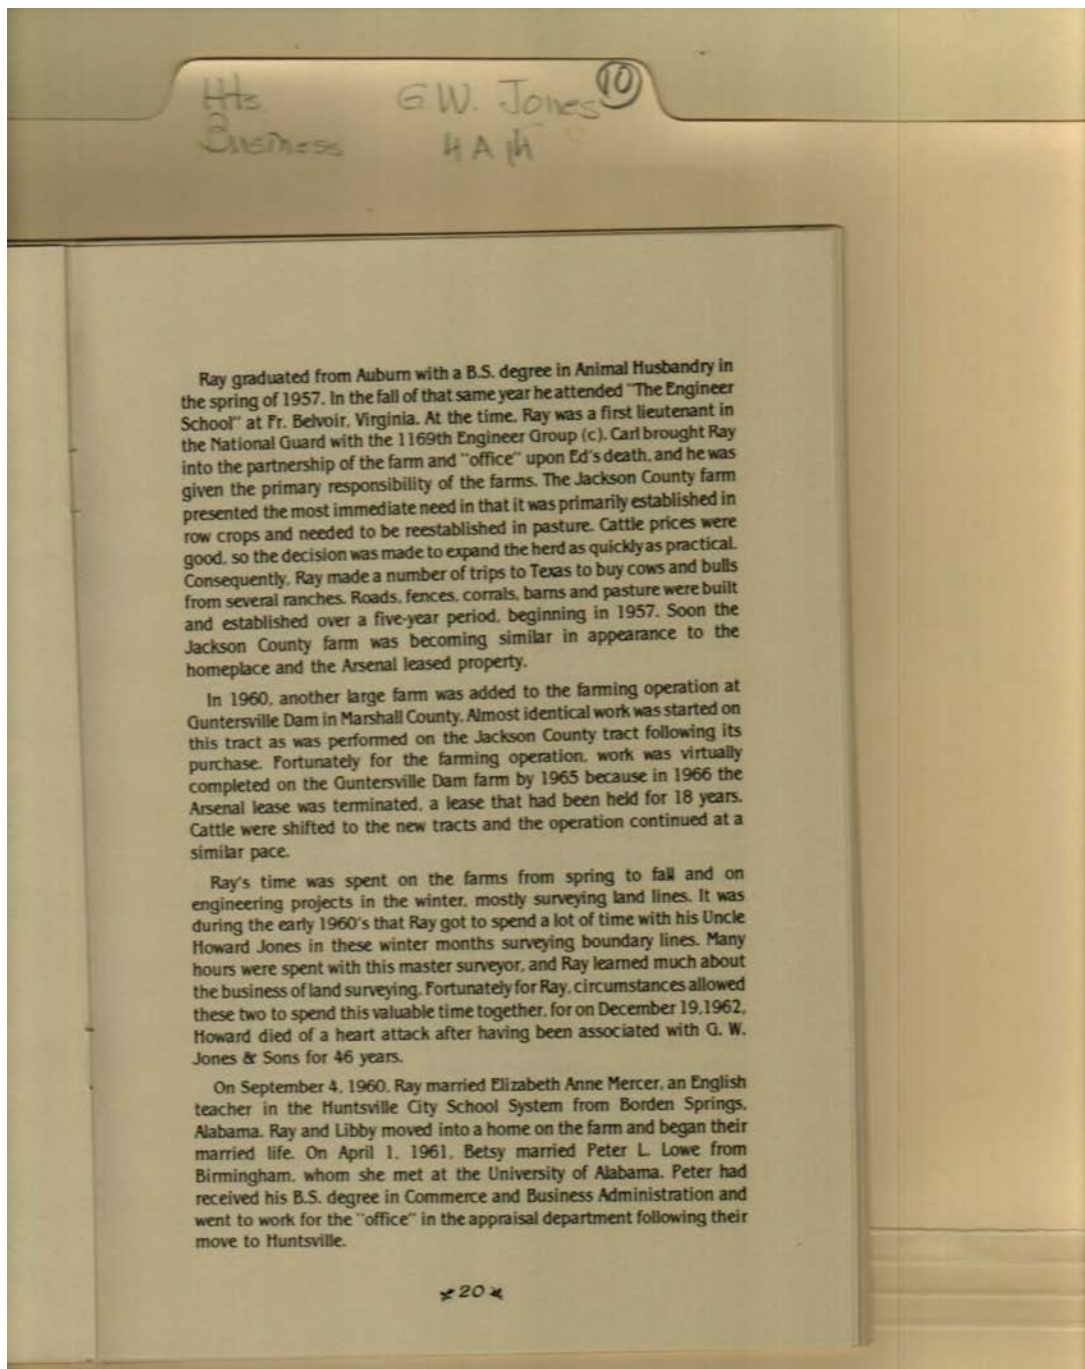 Hts G.W. Jones 10
Business 4 A 14
Ray graduated from Auburn with a B.S. degree in Animal Husbandry in
the spring of 1957. In the fall of that same year he attended "The Engineer
School" at Fr. Belvoir, Virginia. At the time, Ray was a first lieutenant in
the National Guard with the 1169th Engineer Group (c). Carl brought Ray
into the partnership of the farm and "office" upon Ed's death, and he was
given the primary responsibility of the farms. The Jackson County farm
presented the most immediate need in that it was primarily established in
row crops and needed to be reestablished in pasture. Cattle prices were
good, so the decision was made to expand the herd as quickly as practical.
Consequently, Ray made a number of trips to Texas to buy cows and bulls
from several ranches. Roads, fences, corrals, barns and pasture were built
and established over a five-year period, beginning in 1957. Soon the
Jackson County farm was becoming similar in appearance to the
homeplace and the Arsenal leased property.
In 1960, another large farm was added to the farming operation at
Guntersville Dam in Marshall County. Almost identical work was started on
this tract as was performed on the Jackson County tract following its
purchase. Fortunately for the farming operation, work was virtually
completed on the Guntersville Dam farm by 1965 because in 1966 the
Arsenal lease was terminated, a lease that had been held for 18 years.
Cattle were shifted to the new tracts and the operation continued at a
similar pace.
Ray's time was spent on the farms from spring to fall and on
engineering projects in the winter, mostly surveying land lines. It was
during the early 1960's that Ray got to spend a lot of time with his Uncle
Howard Jones in these winter months surveying boundary lines. Many
hours were spent with this master surveyor, and Ray learned much about
the business of land surveying. Fortunately for Ray, circumstances allowed
these two to spend this valuable time together, for on December 19,1962,
Howard died of a heart attack after having been associated with G. W.
Jones & Sons for 46 years.
On September 4, 1960, Ray married Elizabeth Anne Mercer, an English
teacher in the Huntsville City School System from Borden Springs,
Alabama. Ray and Libby moved into a home on the farm and began their
married life. On April 1, 1961, Betsy married Peter L. Lowe from
Birmingham, whom she met at the University of Alabama. Peter had
received his B.S. degree in Commerce and Business Administration and
went to work for the "office" in the appraisal department following their
move to Huntsville.
20